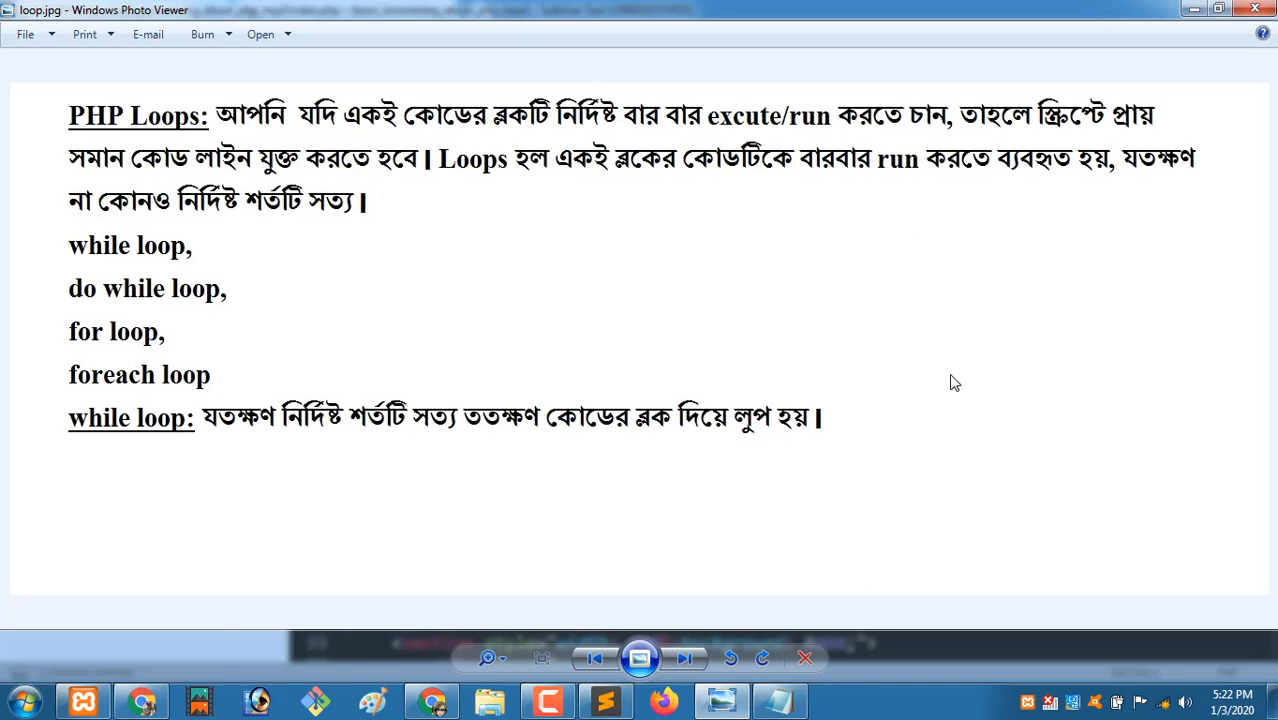 loop.jpg - Windows Photo Viewer
File Print E-mail Burn Open
PHP Loops: আপনি যদি একই কোডের ব্লকটি নির্দিষ্ট বার বার excute/run করতে চান, তাহলে স্ক্রিপ্টে প্রায়
সমান কোড লাইন যুক্ত করতে হবে। Loops হল একই ব্লকের কোডটিকে বারবার run করতে ব্যবহৃত হয়, যতক্ষণ
না কোনও নির্দিষ্ট শর্তটি সত্য।
while loop,
do while loop,
for loop,
foreach loop
while loop: যতক্ষণ নির্দিষ্ট শর্তটি সত্য ততক্ষণ কোডের ব্লক দিয়ে লুপ হয়।
5:22 PM
1/3/2020